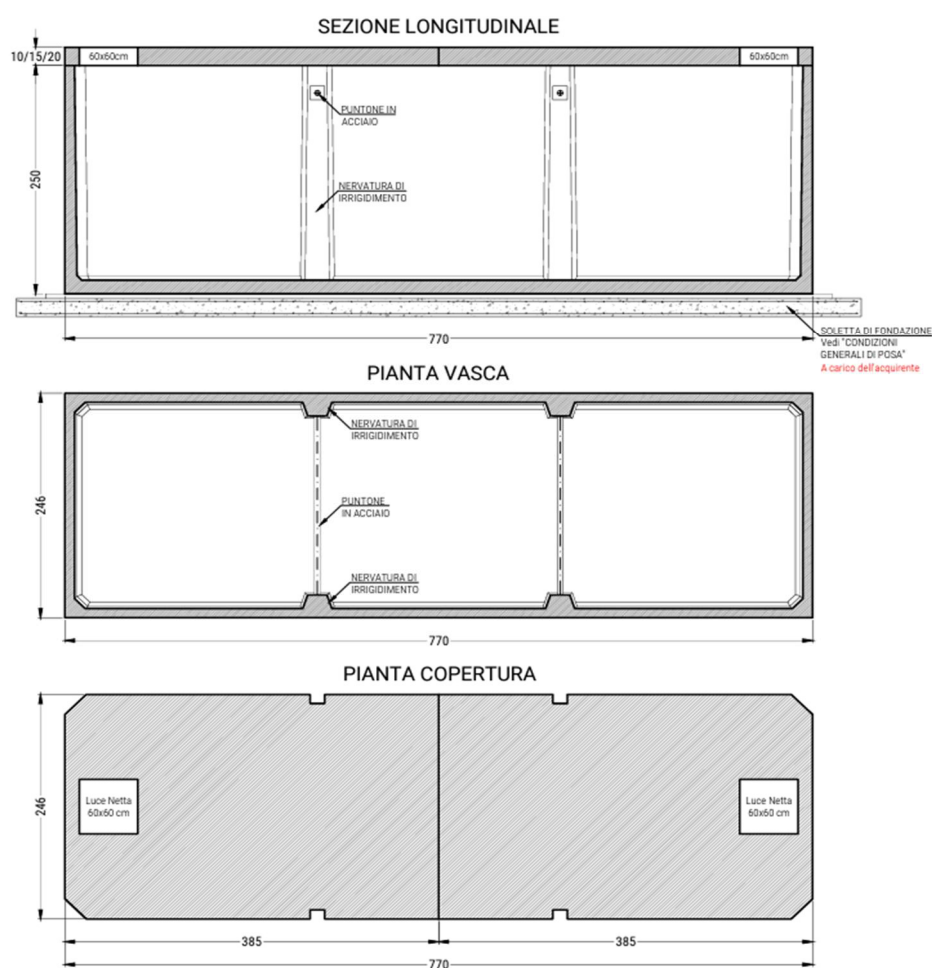 SEZIONE LONGITUDINALE
10/15/20
60x60cm
60x60cm
PUNTONE IN
ACCIAIO
250
NERVATURA DI
IRRIGIDIMENTO
770
SOLETTA DI FONDAZIONE
Vedi "CONDIZIONI
GENERALI DI POSA"
A carico dell'acquirente
PIANTA VASCA
NERVATURA DI
IRRIGIDIMENTO
246
PUNTONE
IN ACCIAIO
NERVATURA DI
IRRIGIDIMENTO
770
PIANTA COPERTURA
246
Luce Netta
60x60 cm
Luce Netta
60x60 cm
385
385
770